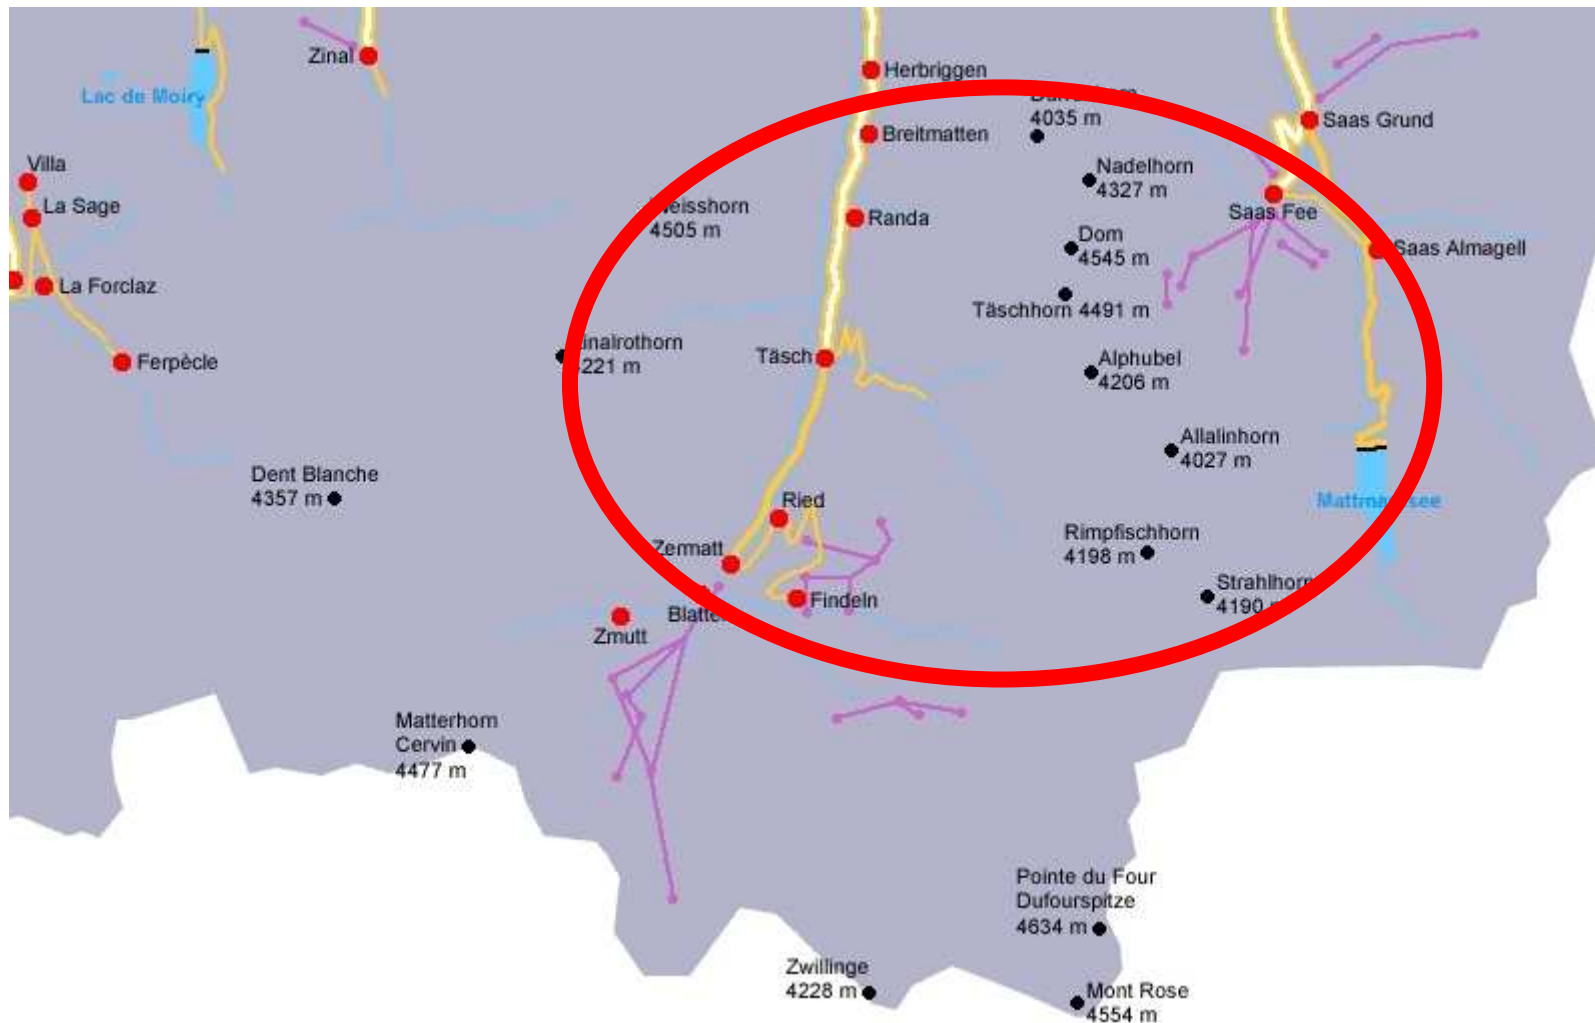 Zinal
Herbriggen
Lac de Moiry
4035 m
Saas Grund
Breitmatten
Villa
Nadelhorn
4327 m
La Sage
4505 m
Randa
Saas Fee
Dom
4545 m
Saas Almagell
La Forclaz
Täschhorn 4491 m
Täsch
Ferpècle
Alphubel
4206 m
Allalinhorn
4027 m
Dent Blanche
4357 m
Ried
Rimpfischhorn
4198 m
Zermatt
Strahlhorn
4190 m
Findeln
Zmutt
Matterhorn
Cervin
4477 m
Pointe du Four
Dufourspitze
4634 m
Zwillinge
4228 m
Mont Rose
4554 m